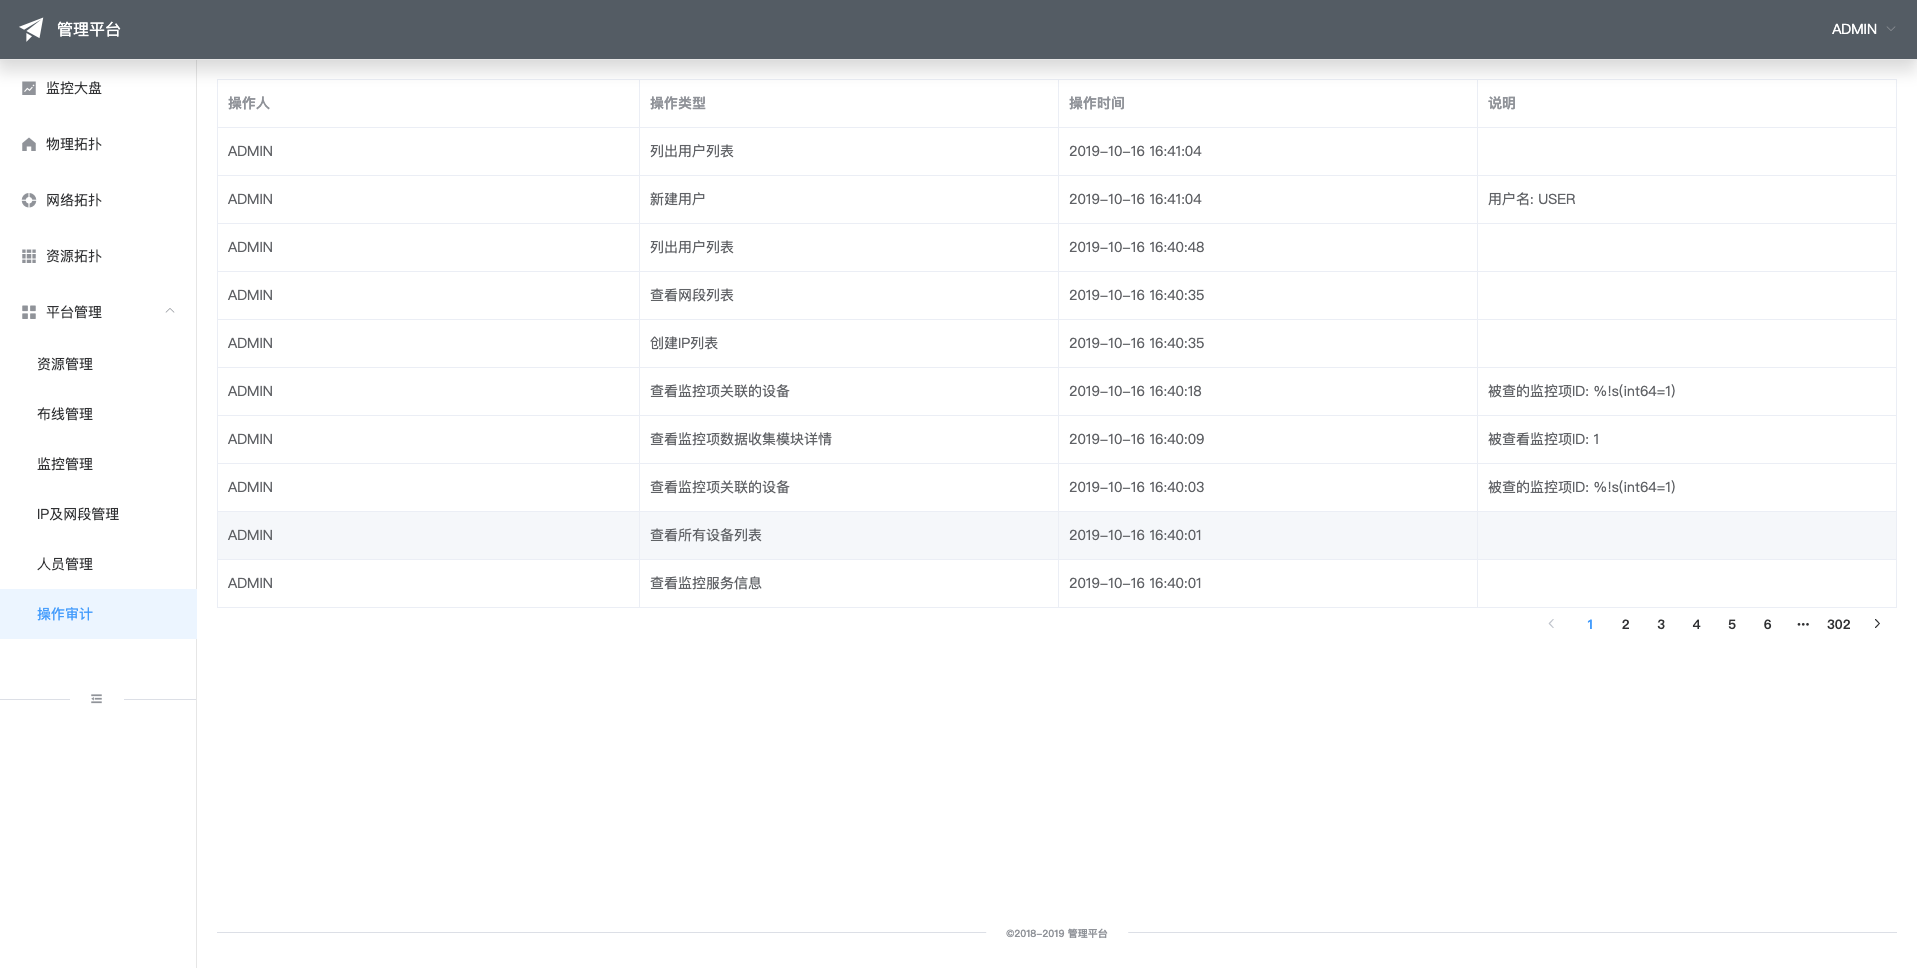 管理平台
ADMIN
监控大盘
物理拓扑
网络拓扑
资源拓扑
平台管理
资源管理
布线管理
监控管理
IP及网段管理
人员管理
操作审计
操作人 操作类型 操作时间 说明
ADMIN 列出用户列表 2019-10-16 16:41:04
ADMIN 新建用户 2019-10-16 16:41:04 用户名: USER
ADMIN 列出用户列表 2019-10-16 16:40:48
ADMIN 查看网段列表 2019-10-16 16:40:35
ADMIN 创建IP列表 2019-10-16 16:40:35
ADMIN 查看监控项关联的设备 2019-10-16 16:40:18 被查的监控项ID: %!s(int64=1)
ADMIN 查看监控项数据收集模块详情 2019-10-16 16:40:09 被查看监控项ID: 1
ADMIN 查看监控项关联的设备 2019-10-16 16:40:03 被查的监控项ID: %!s(int64=1)
ADMIN 查看所有设备列表 2019-10-16 16:40:01
ADMIN 查看监控服务信息 2019-10-16 16:40:01
1 2 3 4 5 6 ••• 302
©2018-2019 管理平台